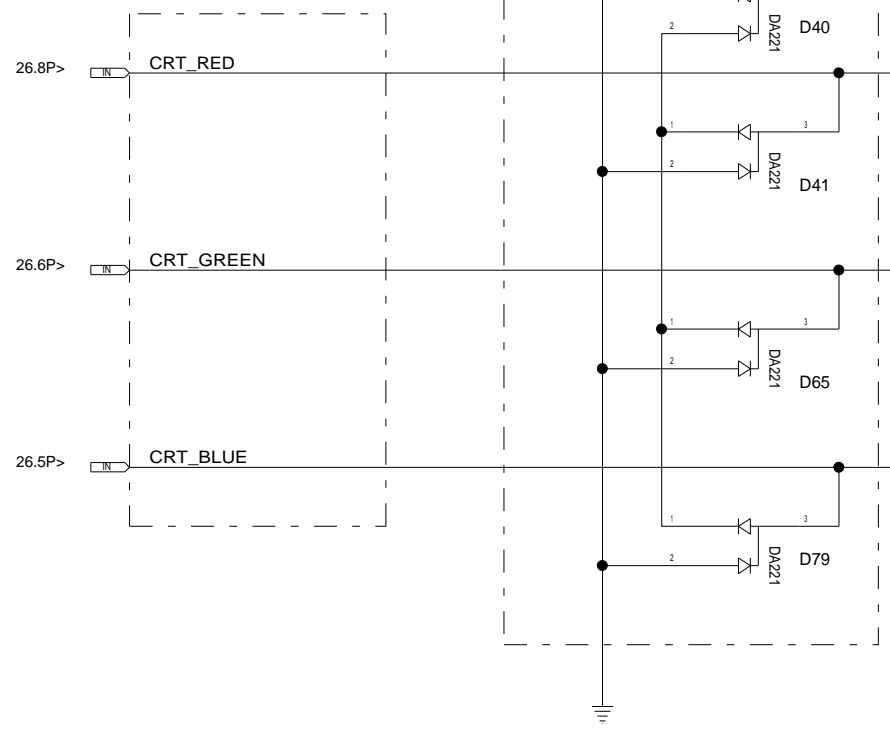 2
DA221
D40
26.8P>
IN
CRT_RED
1
3
2
DA221
D41
26.6P>
IN
CRT_GREEN
1
3
2
DA221
D65
26.5P>
IN
CRT_BLUE
1
3
2
DA221
D79